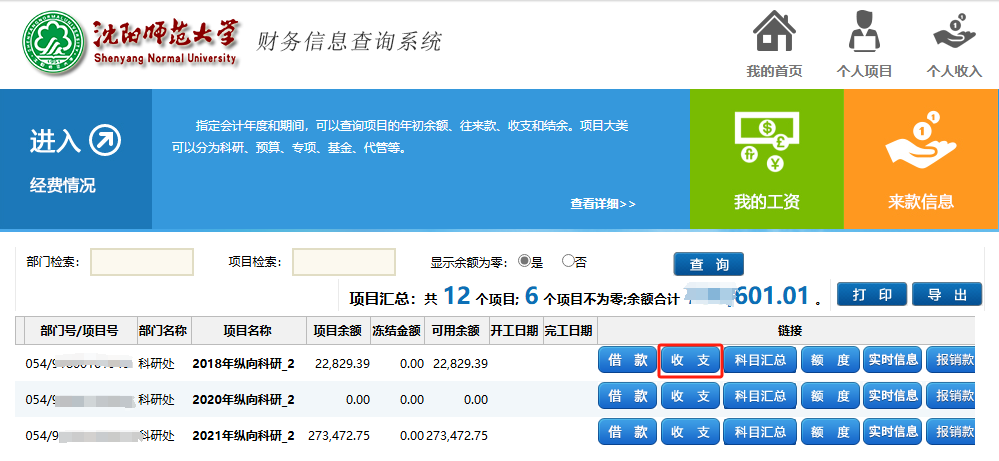 沈阳师范大学
Shenyang Normal University
财务信息查询系统
我的首页 个人项目 个人收入
进入
经费情况
指定会计年度和期间，可以查询项目的年初余额、往来款、收支和结余。项目大类
可以分为科研、预算、专项、基金、代管等。
查看详细>>
我的工资
来款信息
部门检索： 项目检索： 显示余额为零： 是 否 查 询
项目汇总：共 12 个项目; 6 个项目不为零;余额合计 601.01 。 打 印 导 出
部门号/项目号 部门名称 项目名称 项目余额 冻结金额 可用余额 开工日期 完工日期 链接
054/9 科研处 2018年纵向科研_2 22,829.39 0.00 22,829.39 借 款 收 支 科目汇总 额 度 实时信息 报销款
054/9 科研处 2020年纵向科研_2 0.00 0.00 0.00 借 款 收 支 科目汇总 额 度 实时信息 报销款
054/9 科研处 2021年纵向科研_2 273,472.75 0.00 273,472.75 借 款 收 支 科目汇总 额 度 实时信息 报销款